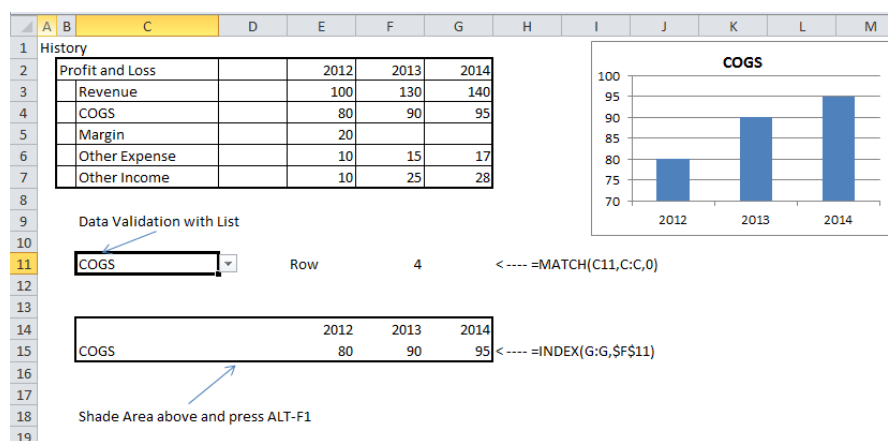 A B C D E F G H I J K L M
1 History
2 Profit and Loss 2012 2013 2014
3 Revenue 100 130 140
4 COGS 80 90 95
5 Margin 20
6 Other Expense 10 15 17
7 Other Income 10 25 28
8
9 Data Validation with List
10
11 COGS Row 4 < ---- =MATCH(C11,C:C,0)
12
13
14 2012 2013 2014
15 COGS 80 90 95 < ---- =INDEX(G:G,$F$11)
16
17
18 Shade Area above and press ALT-F1
19
COGS
100
95
90
85
80
75
70
2012 2013 2014